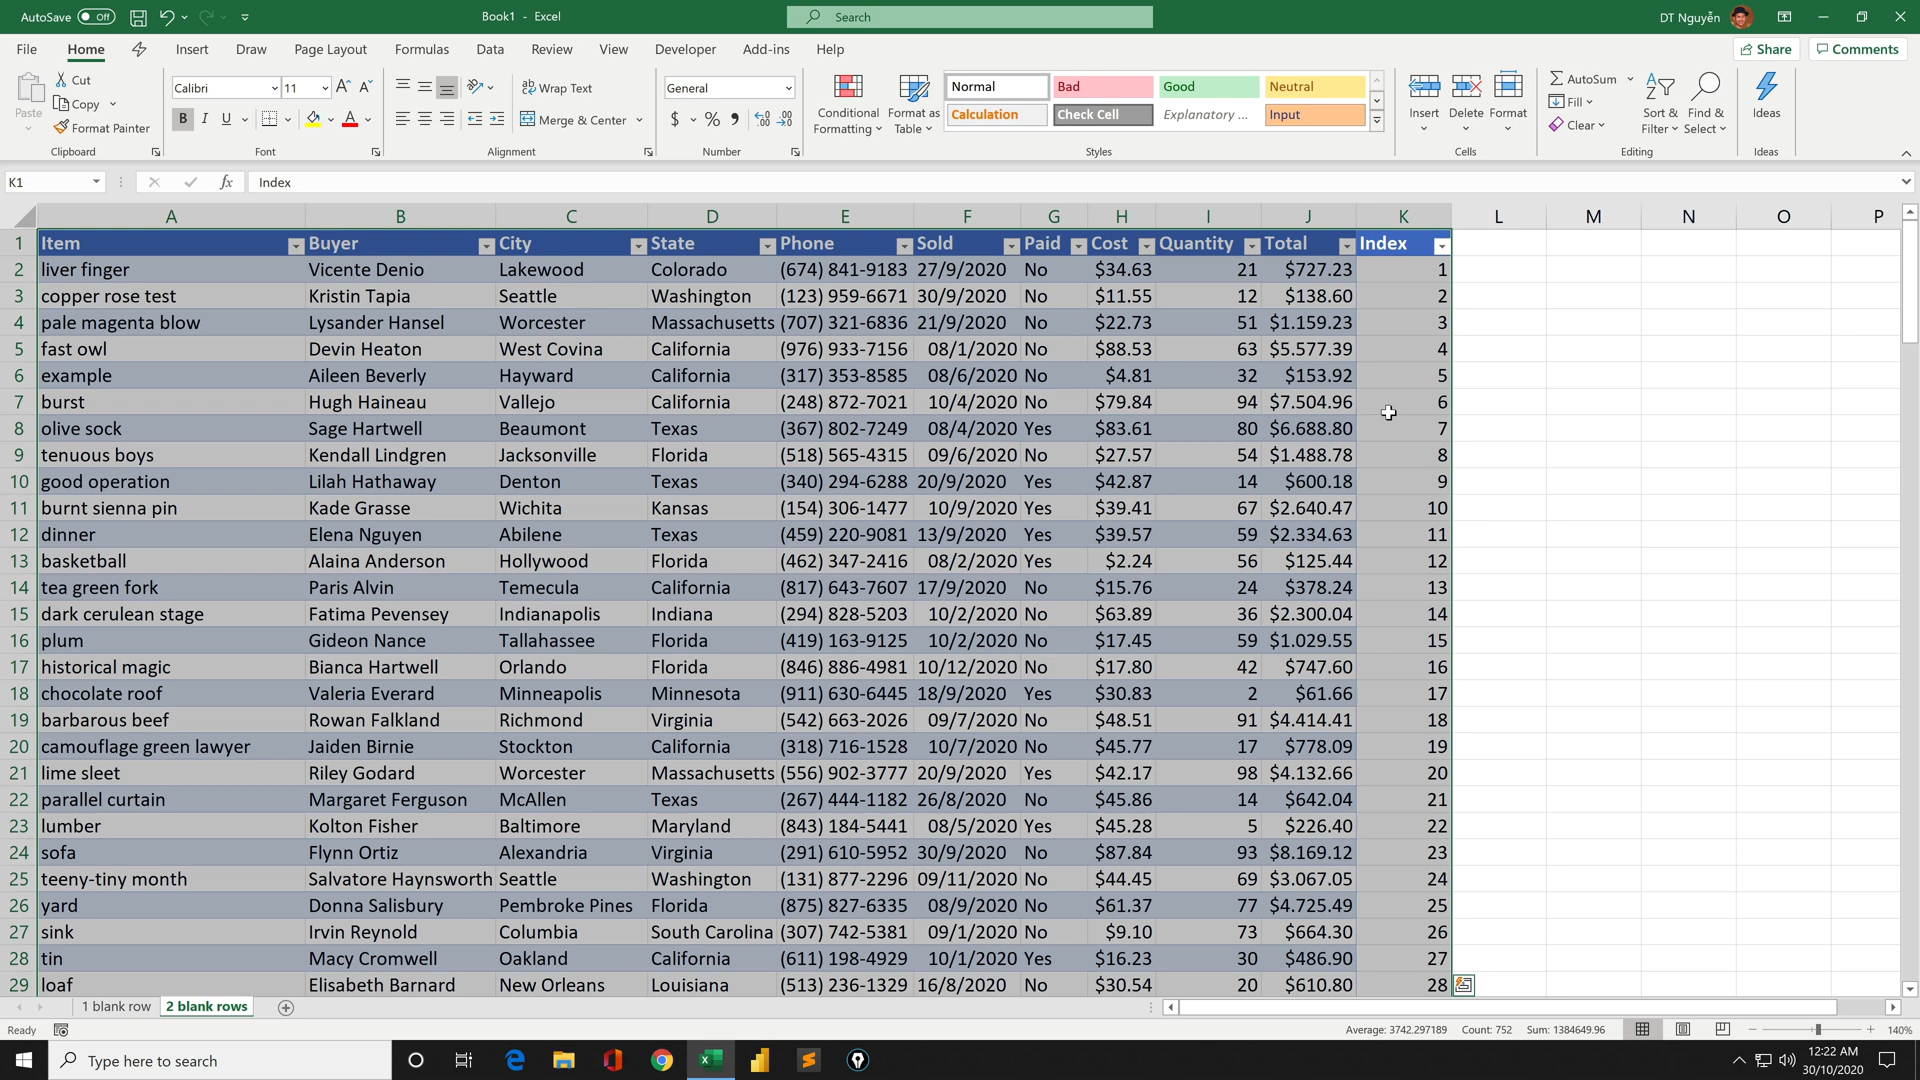 AutoSave Off Book1 - Excel Search DT Nguyễn
File Home Insert Draw Page Layout Formulas Data Review View Developer Add-ins Help Share Comments
Paste Cut Copy Format Painter Clipboard
Calibri 11 B I U A Font
Wrap Text Merge & Center Alignment
General $ % Number
Conditional Formatting Format as Table
Normal Bad Good Neutral
Calculation Check Cell Explanatory ... Input
Styles
Insert Delete Format Cells
AutoSum Fill Clear Sort & Filter Find & Select Editing
Ideas Ideas
K1 fx Index
A B C D E F G H I J K L M N O P
1 Item Buyer City State Phone Sold Paid Cost Quantity Total Index
2 liver finger Vicente Denio Lakewood Colorado (674) 841-9183 27/9/2020 No $34.63 21 $727.23 1
3 copper rose test Kristin Tapia Seattle Washington (123) 959-6671 30/9/2020 No $11.55 12 $138.60 2
4 pale magenta blow Lysander Hansel Worcester Massachusetts (707) 321-6836 21/9/2020 No $22.73 51 $1.159.23 3
5 fast owl Devin Heaton West Covina California (976) 933-7156 08/1/2020 No $88.53 63 $5.577.39 4
6 example Aileen Beverly Hayward California (317) 353-8585 08/6/2020 No $4.81 32 $153.92 5
7 burst Hugh Haineau Vallejo California (248) 872-7021 10/4/2020 No $79.84 94 $7.504.96 6
8 olive sock Sage Hartwell Beaumont Texas (367) 802-7249 08/4/2020 Yes $83.61 80 $6.688.80 7
9 tenuous boys Kendall Lindgren Jacksonville Florida (518) 565-4315 09/6/2020 No $27.57 54 $1.488.78 8
10 good operation Lilah Hathaway Denton Texas (340) 294-6288 20/9/2020 Yes $42.87 14 $600.18 9
11 burnt sienna pin Kade Grasse Wichita Kansas (154) 306-1477 10/9/2020 Yes $39.41 67 $2.640.47 10
12 dinner Elena Nguyen Abilene Texas (459) 220-9081 13/9/2020 Yes $39.57 59 $2.334.63 11
13 basketball Alaina Anderson Hollywood Florida (462) 347-2416 08/2/2020 Yes $2.24 56 $125.44 12
14 tea green fork Paris Alvin Temecula California (817) 643-7607 17/9/2020 No $15.76 24 $378.24 13
15 dark cerulean stage Fatima Pevensey Indianapolis Indiana (294) 828-5203 10/2/2020 No $63.89 36 $2.300.04 14
16 plum Gideon Nance Tallahassee Florida (419) 163-9125 10/2/2020 No $17.45 59 $1.029.55 15
17 historical magic Bianca Hartwell Orlando Florida (846) 886-4981 10/12/2020 No $17.80 42 $747.60 16
18 chocolate roof Valeria Everard Minneapolis Minnesota (911) 630-6445 18/9/2020 Yes $30.83 2 $61.66 17
19 barbarous beef Rowan Falkland Richmond Virginia (542) 663-2026 09/7/2020 No $48.51 91 $4.414.41 18
20 camouflage green lawyer Jaiden Birnie Stockton California (318) 716-1528 10/7/2020 No $45.77 17 $778.09 19
21 lime sleet Riley Godard Worcester Massachusetts (556) 902-3777 20/9/2020 Yes $42.17 98 $4.132.66 20
22 parallel curtain Margaret Ferguson McAllen Texas (267) 444-1182 26/8/2020 No $45.86 14 $642.04 21
23 lumber Kolton Fisher Baltimore Maryland (843) 184-5441 08/5/2020 Yes $45.28 5 $226.40 22
24 sofa Flynn Ortiz Alexandria Virginia (291) 610-5952 30/9/2020 No $87.84 93 $8.169.12 23
25 teeny-tiny month Salvatore Haynsworth Seattle Washington (131) 877-2296 09/11/2020 No $44.45 69 $3.067.05 24
26 yard Donna Salisbury Pembroke Pines Florida (875) 827-6335 08/9/2020 No $61.37 77 $4.725.49 25
27 sink Irvin Reynold Columbia South Carolina (307) 742-5381 09/1/2020 No $9.10 73 $664.30 26
28 tin Macy Cromwell Oakland California (611) 198-4929 10/1/2020 Yes $16.23 30 $486.90 27
29 loaf Elisabeth Barnard New Orleans Louisiana (513) 236-1329 16/8/2020 No $30.54 20 $610.80 28
1 blank row 2 blank rows
Ready Average: 3742.297189 Count: 752 Sum: 1384649.96 140%
Type here to search 12:22 AM
30/10/2020